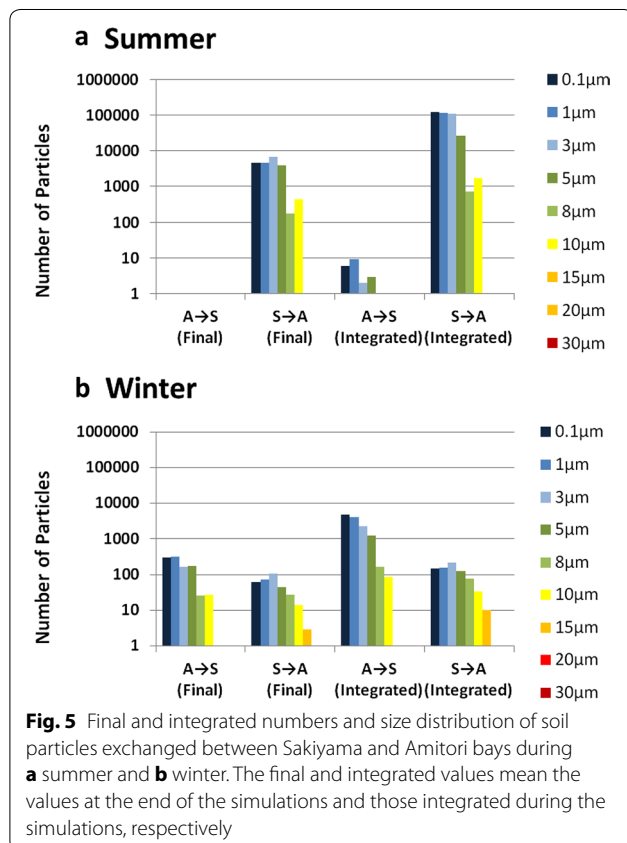 a Summer
Number of Particles
1000000
100000
10000
1000
100
10
1
A→S (Final)
S→A (Final)
A→S (Integrated)
S→A (Integrated)
0.1µm
1µm
3µm
5µm
8µm
10µm
15µm
20µm
30µm
b Winter
Number of Particles
1000000
100000
10000
1000
100
10
1
A→S (Final)
S→A (Final)
A→S (Integrated)
S→A (Integrated)
0.1µm
1µm
3µm
5µm
8µm
10µm
15µm
20µm
30µm
Fig. 5 Final and integrated numbers and size distribution of soil
particles exchanged between Sakiyama and Amitori bays during
a summer and b winter. The final and integrated values mean the
values at the end of the simulations and those integrated during the
simulations, respectively